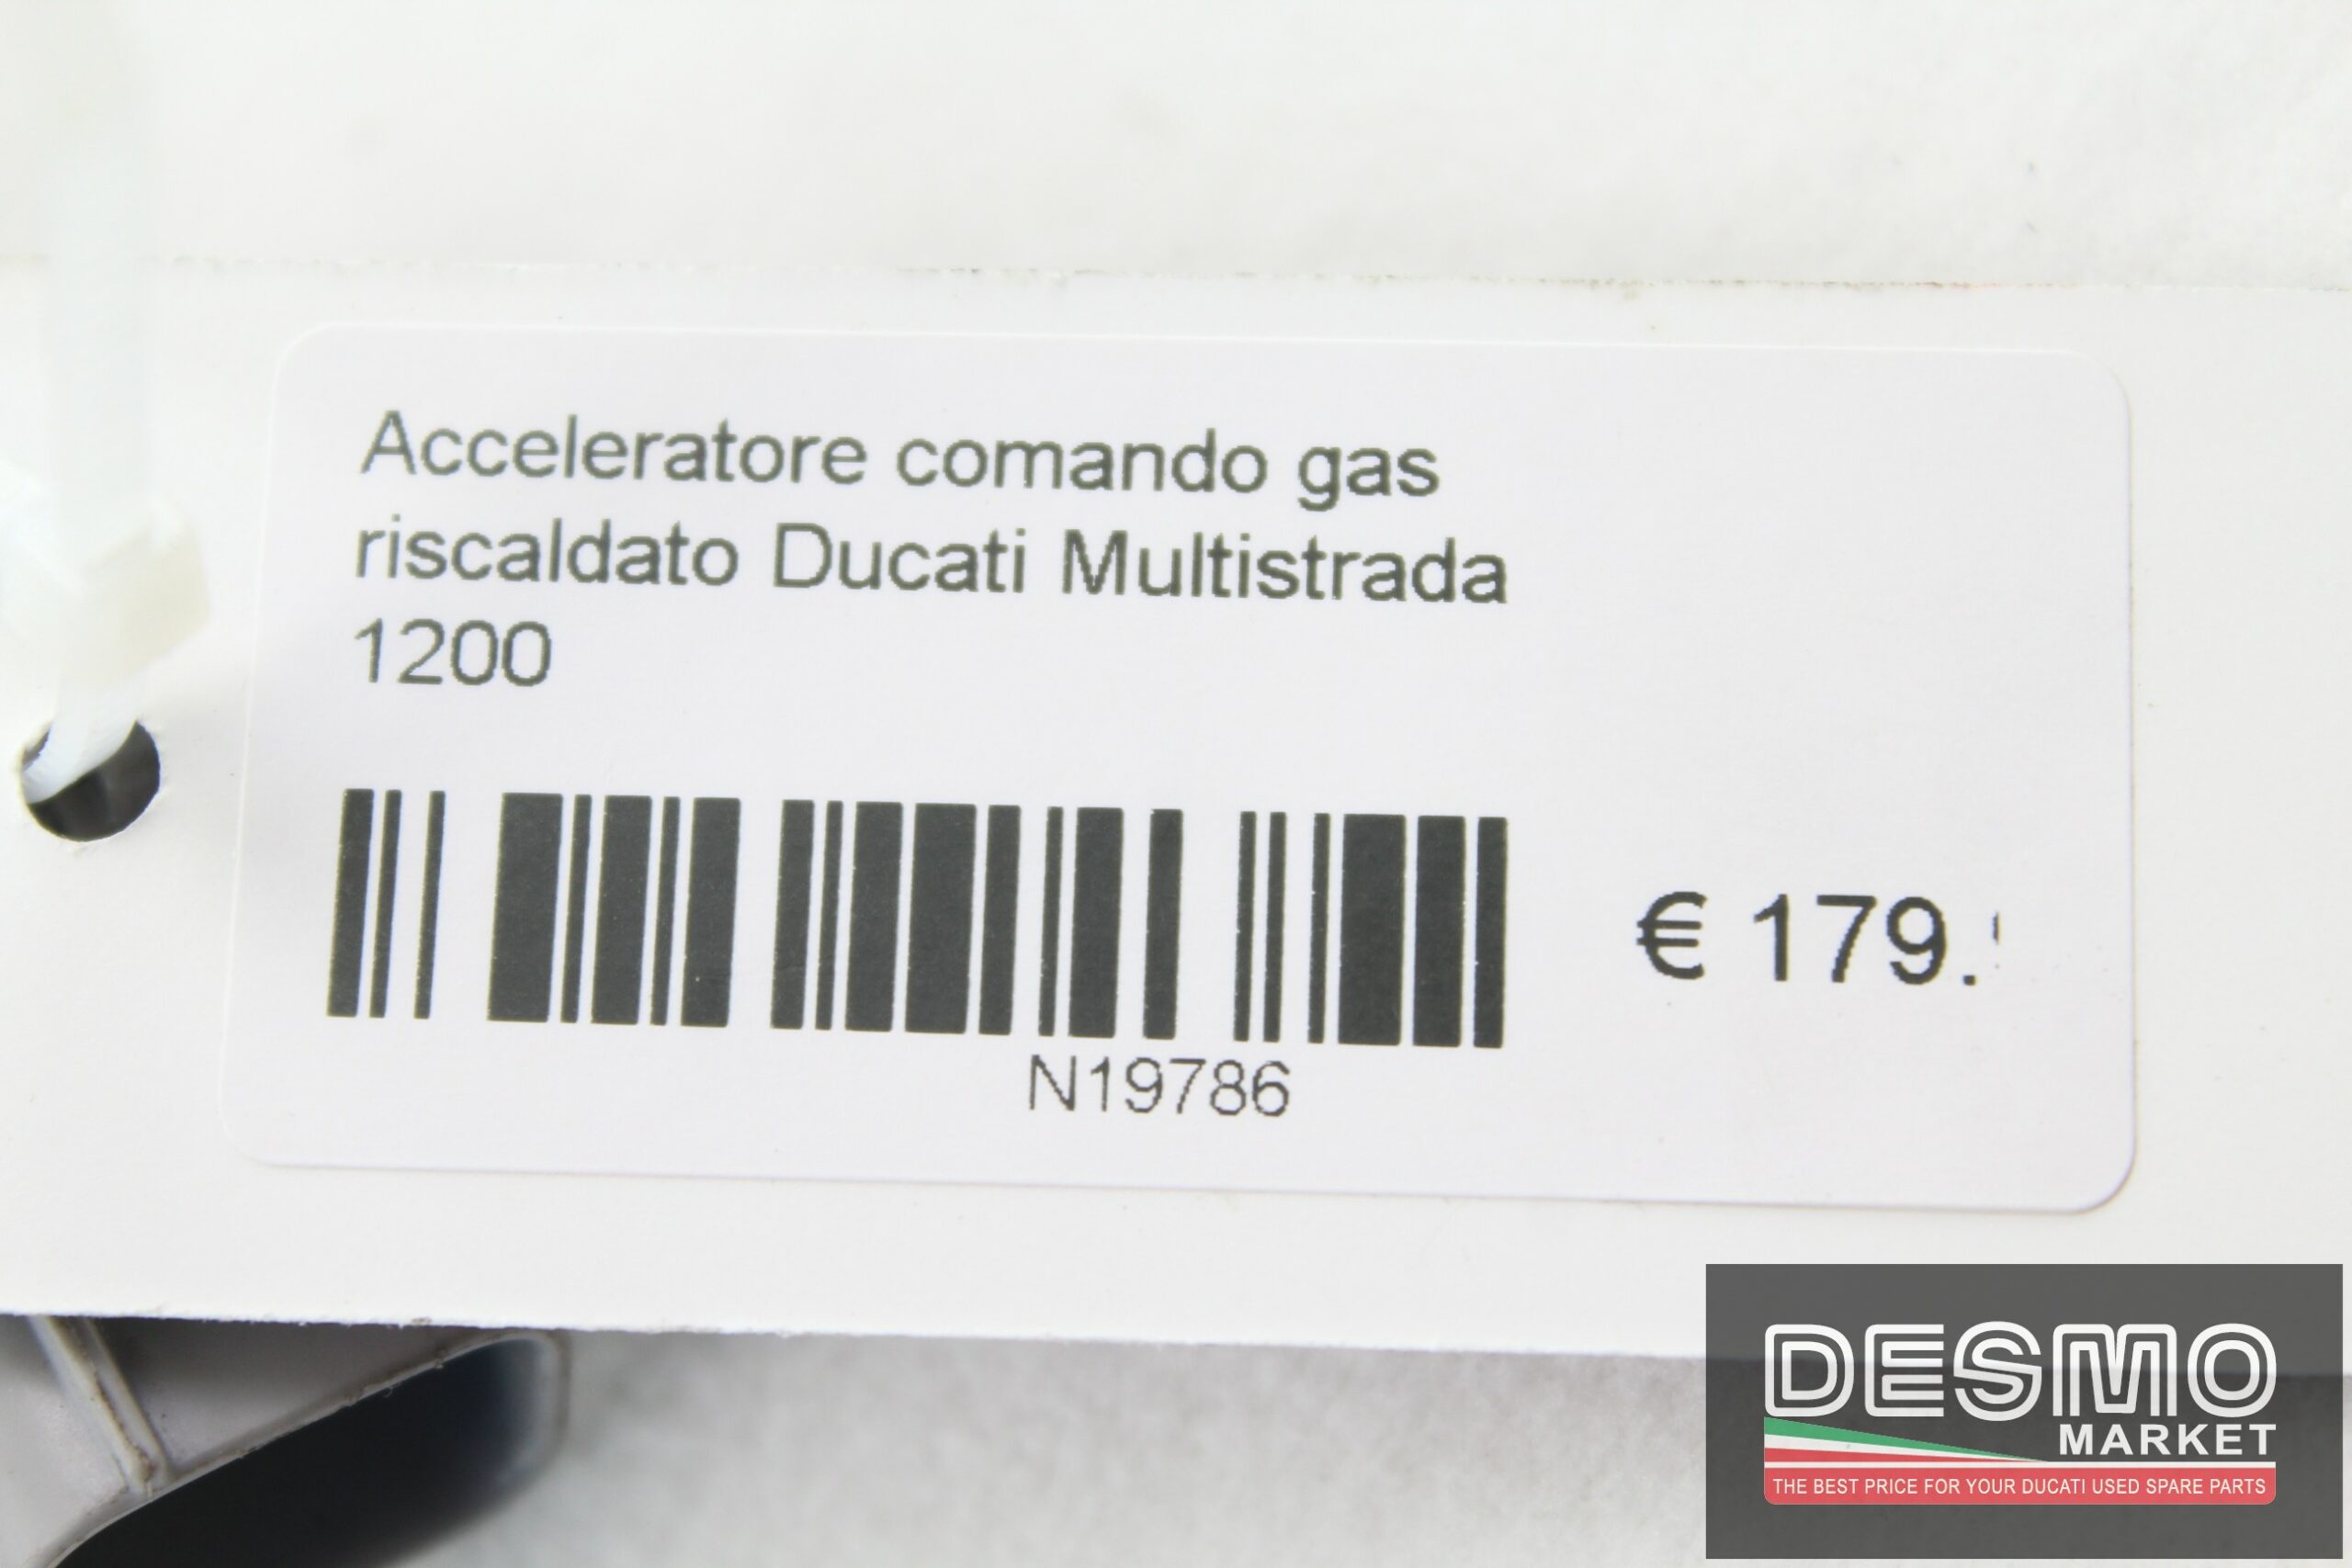 Acceleratore comando gas
riscaldato Ducati Multistrada
1200
€ 179.
N19786
DESMO
MARKET
THE BEST PRICE FOR YOUR DUCATI USED SPARE PARTS